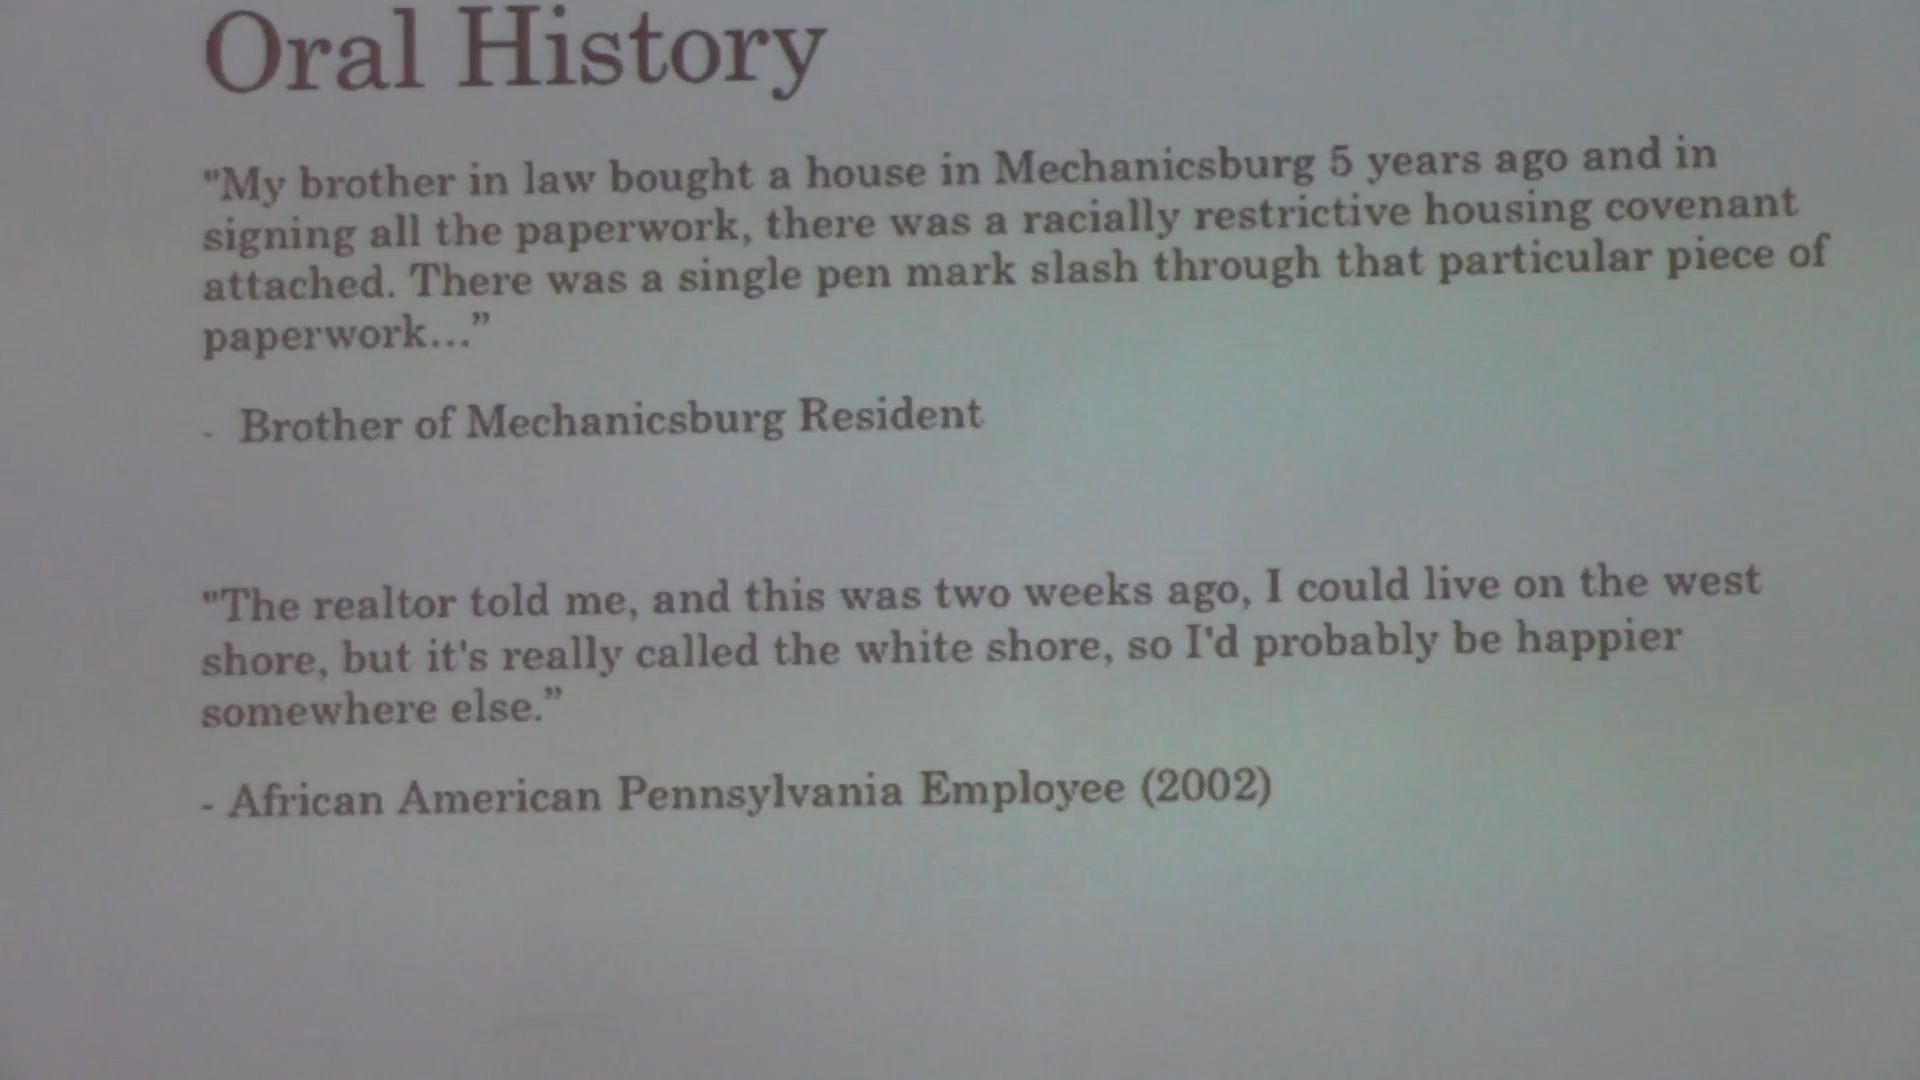 Oral History
"My brother in law bought a house in Mechanicsburg 5 years ago and in
signing all the paperwork, there was a racially restrictive housing covenant
attached. There was a single pen mark slash through that particular piece of
paperwork...”
- Brother of Mechanicsburg Resident
"The realtor told me, and this was two weeks ago, I could live on the west
shore, but it's really called the white shore, so I'd probably be happier
somewhere else.”
- African American Pennsylvania Employee (2002)